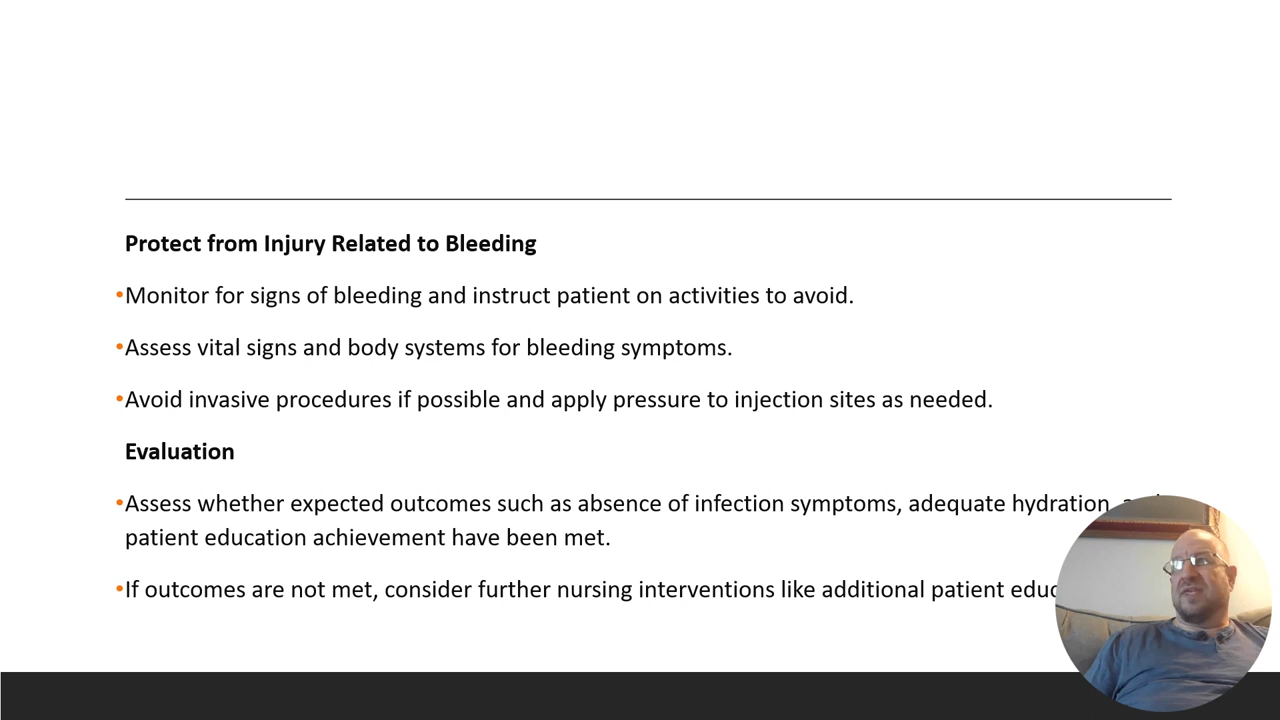 Protect from Injury Related to Bleeding
•Monitor for signs of bleeding and instruct patient on activities to avoid.
•Assess vital signs and body systems for bleeding symptoms.
•Avoid invasive procedures if possible and apply pressure to injection sites as needed.
Evaluation
•Assess whether expected outcomes such as absence of infection symptoms, adequate hydration
patient education achievement have been met.
•If outcomes are not met, consider further nursing interventions like additional patient